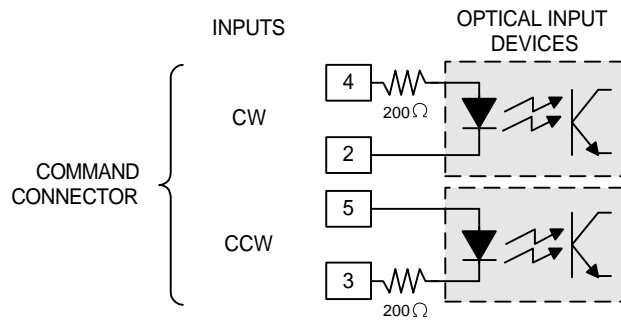 INPUTS
OPTICAL INPUT
DEVICES
4
200Ω
CW
2
COMMAND
CONNECTOR
5
CCW
3
200Ω